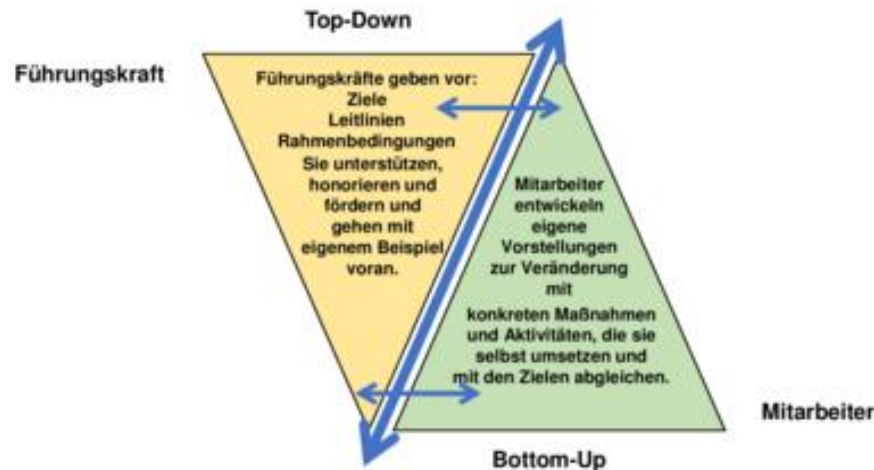 Top-Down
Führungskraft
Führungskräfte geben vor:
Ziele
Leitlinien
Rahmenbedingungen
Sie unterstützen,
honorieren und
fördern und
gehen mit
eigenem Beispiel
voran.
Mitarbeiter
entwickeln
eigene
Vorstellungen
zur Veränderung
mit
konkreten Maßnahmen
und Aktivitäten, die sie
selbst umsetzen und
mit den Zielen abgleichen.
Mitarbeiter
Bottom-Up